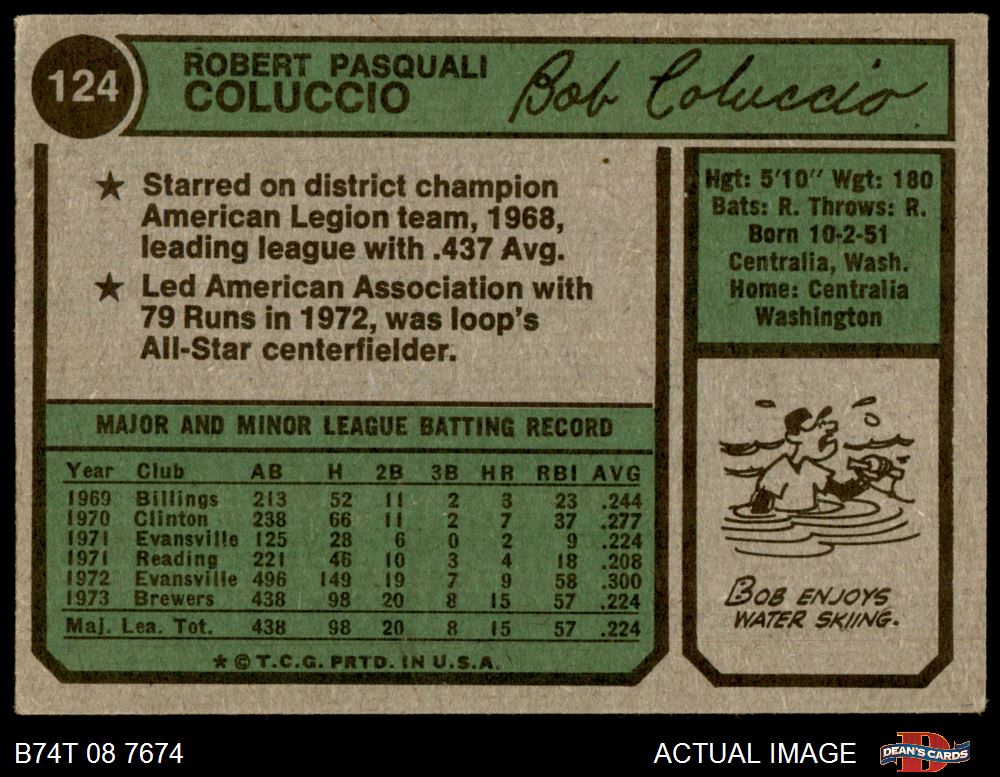 124
ROBERT PASQUALI
COLUCCIO
Bob Coluccio
★ Starred on district champion
American Legion team, 1968,
leading league with .437 Avg.
★ Led American Association with
79 Runs in 1972, was loop's
All-Star centerfielder.
Hgt: 5'10" Wgt: 180
Bats: R. Throws: R.
Born 10-2-51
Centralia, Wash.
Home: Centralia
Washington
MAJOR AND MINOR LEAGUE BATTING RECORD
Year Club AB H 2B 3B HR RBI AVG
1969 Billings 213 52 11 2 3 23 .244
1970 Clinton 238 66 11 2 7 37 .277
1971 Evansville 125 28 6 0 2 9 .224
1971 Reading 221 46 10 3 4 18 .208
1972 Evansville 496 149 19 7 9 58 .300
1973 Brewers 438 98 20 8 15 57 .224
Maj. Lea. Tot. 438 98 20 8 15 57 .224
* © T.C.G. PRTD. IN U.S.A.
BOB ENJOYS
WATER SKIING.
B74T 08 7674
ACTUAL IMAGE
DEAN'S CARDS